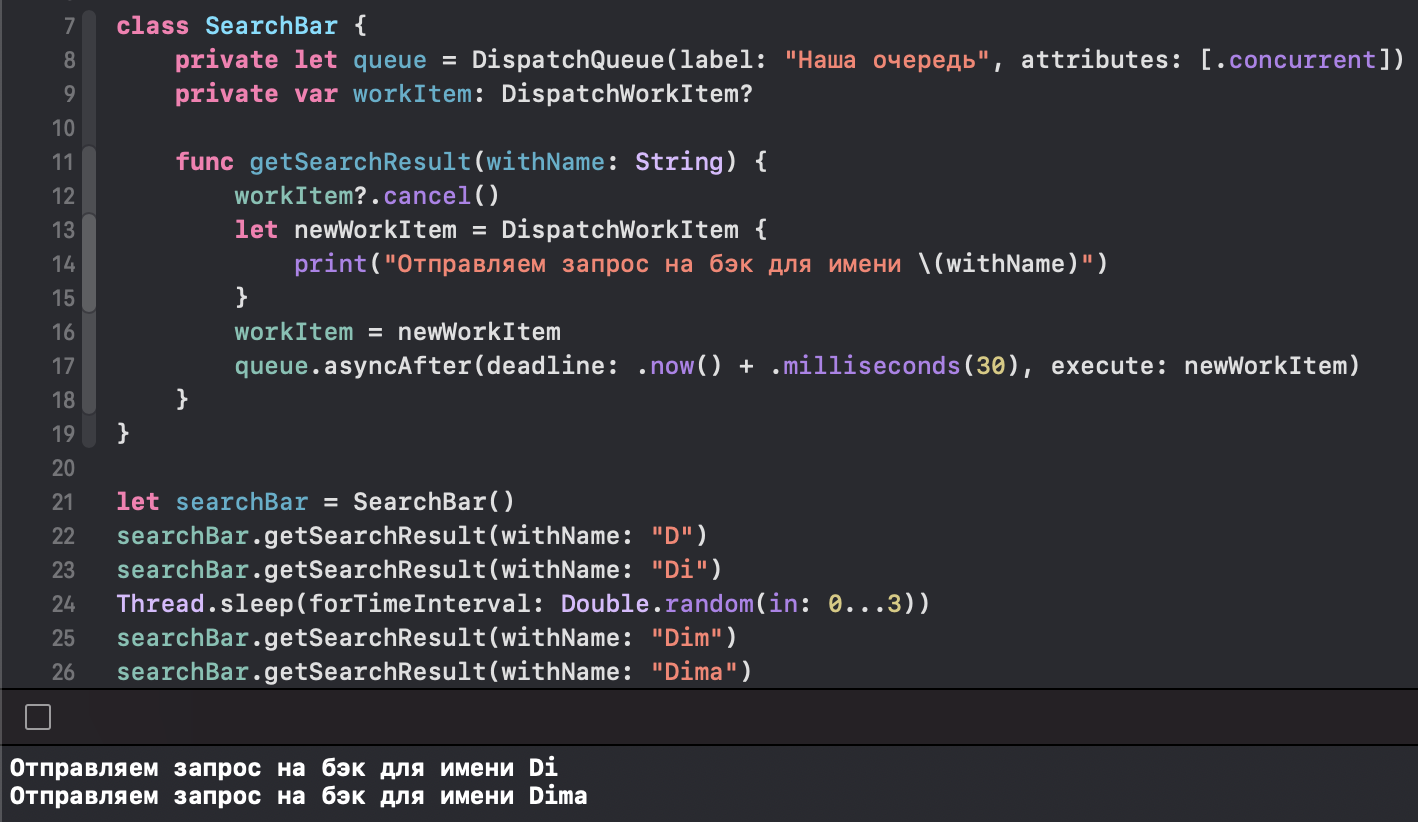 7 class SearchBar {
8 private let queue = DispatchQueue(label: "Наша очередь", attributes: [.concurrent])
9 private var workItem: DispatchWorkItem?
10
11 func getSearchResult(withName: String) {
12 workItem?.cancel()
13 let newWorkItem = DispatchWorkItem {
14 print("Отправляем запрос на бэк для имени \(withName)")
15 }
16 workItem = newWorkItem
17 queue.asyncAfter(deadline: .now() + .milliseconds(30), execute: newWorkItem)
18 }
19 }
20
21 let searchBar = SearchBar()
22 searchBar.getSearchResult(withName: "D")
23 searchBar.getSearchResult(withName: "Di")
24 Thread.sleep(forTimeInterval: Double.random(in: 0...3))
25 searchBar.getSearchResult(withName: "Dim")
26 searchBar.getSearchResult(withName: "Dima")
Отправляем запрос на бэк для имени Di
Отправляем запрос на бэк для имени Dima